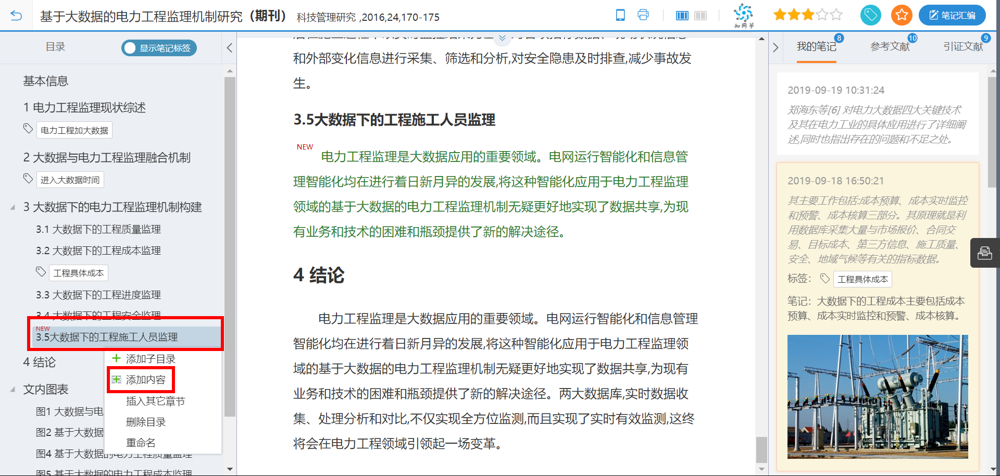 基于大数据的电力工程监理机制研究（期刊） 科技管理研究 ,2016,24,170-175
知网节
笔记汇编
目录
显示笔记标签
基本信息
1 电力工程监理现状综述
电力工程加大数据
2 大数据与电力工程监理融合机制
进入大数据时间
3 大数据下的电力工程监理机制构建
3.1 大数据下的工程质量监理
3.2 大数据下的工程成本监理
工程具体成本
3.3 大数据下的工程进度监理
3.4 大数据下的工程安全监理
NEW
3.5大数据下的工程施工人员监理
4 结论
添加子目录
添加内容
插入其它章节
删除目录
重命名
文内图表
图1 大数据与电
图2 基于大数据
图4 基于大数据的电力工程质量监理
图5 基于大数据的电力工程成本监理
和外部变化信息进行采集、筛选和分析,对安全隐患及时排查,减少事故发
生。
3.5大数据下的工程施工人员监理
NEW
电力工程监理是大数据应用的重要领域。电网运行智能化和信息管
理智能化均在进行着日新月异的发展,将这种智能化应用于电力工程监理
领域的基于大数据的电力工程监理机制无疑更好地实现了数据共享,为现
有业务和技术的困难和瓶颈提供了新的解决途径。
4 结论
电力工程监理是大数据应用的重要领域。电网运行智能化和信息管理
智能化均在进行着日新月异的发展,将这种智能化应用于电力工程监理领
域的基于大数据的电力工程监理机制无疑更好地实现了数据共享,为现有
业务和技术的困难和瓶颈提供了新的解决途径。两大数据库,实时数据收
集、处理分析和对比,不仅实现全方位监测,而且实现了实时有效监测,这终
将会在电力工程领域引领起一场变革。
我的笔记 8
参考文献 10
引证文献 9
2019-09-19 10:31:24
郑海东等[6] 对电力大数据四大关键技术
及其在电力工业的具体应用进行了详细阐
述,同时也指出存在的问题和不足之处。
2019-09-18 16:50:21
其主要工作包括:成本预算、成本实时监控
和预警、成本核算三部分。其原理就是利
用数据库采集大量与市场报价、合同交
易、目标成本、第三方信息、施工质量、
安全、地域气候等有关的指标数据。
标签： 工程具体成本
笔记：大数据下的工程成本主要包括成本
预算、成本实时监控和预警、成本核算。